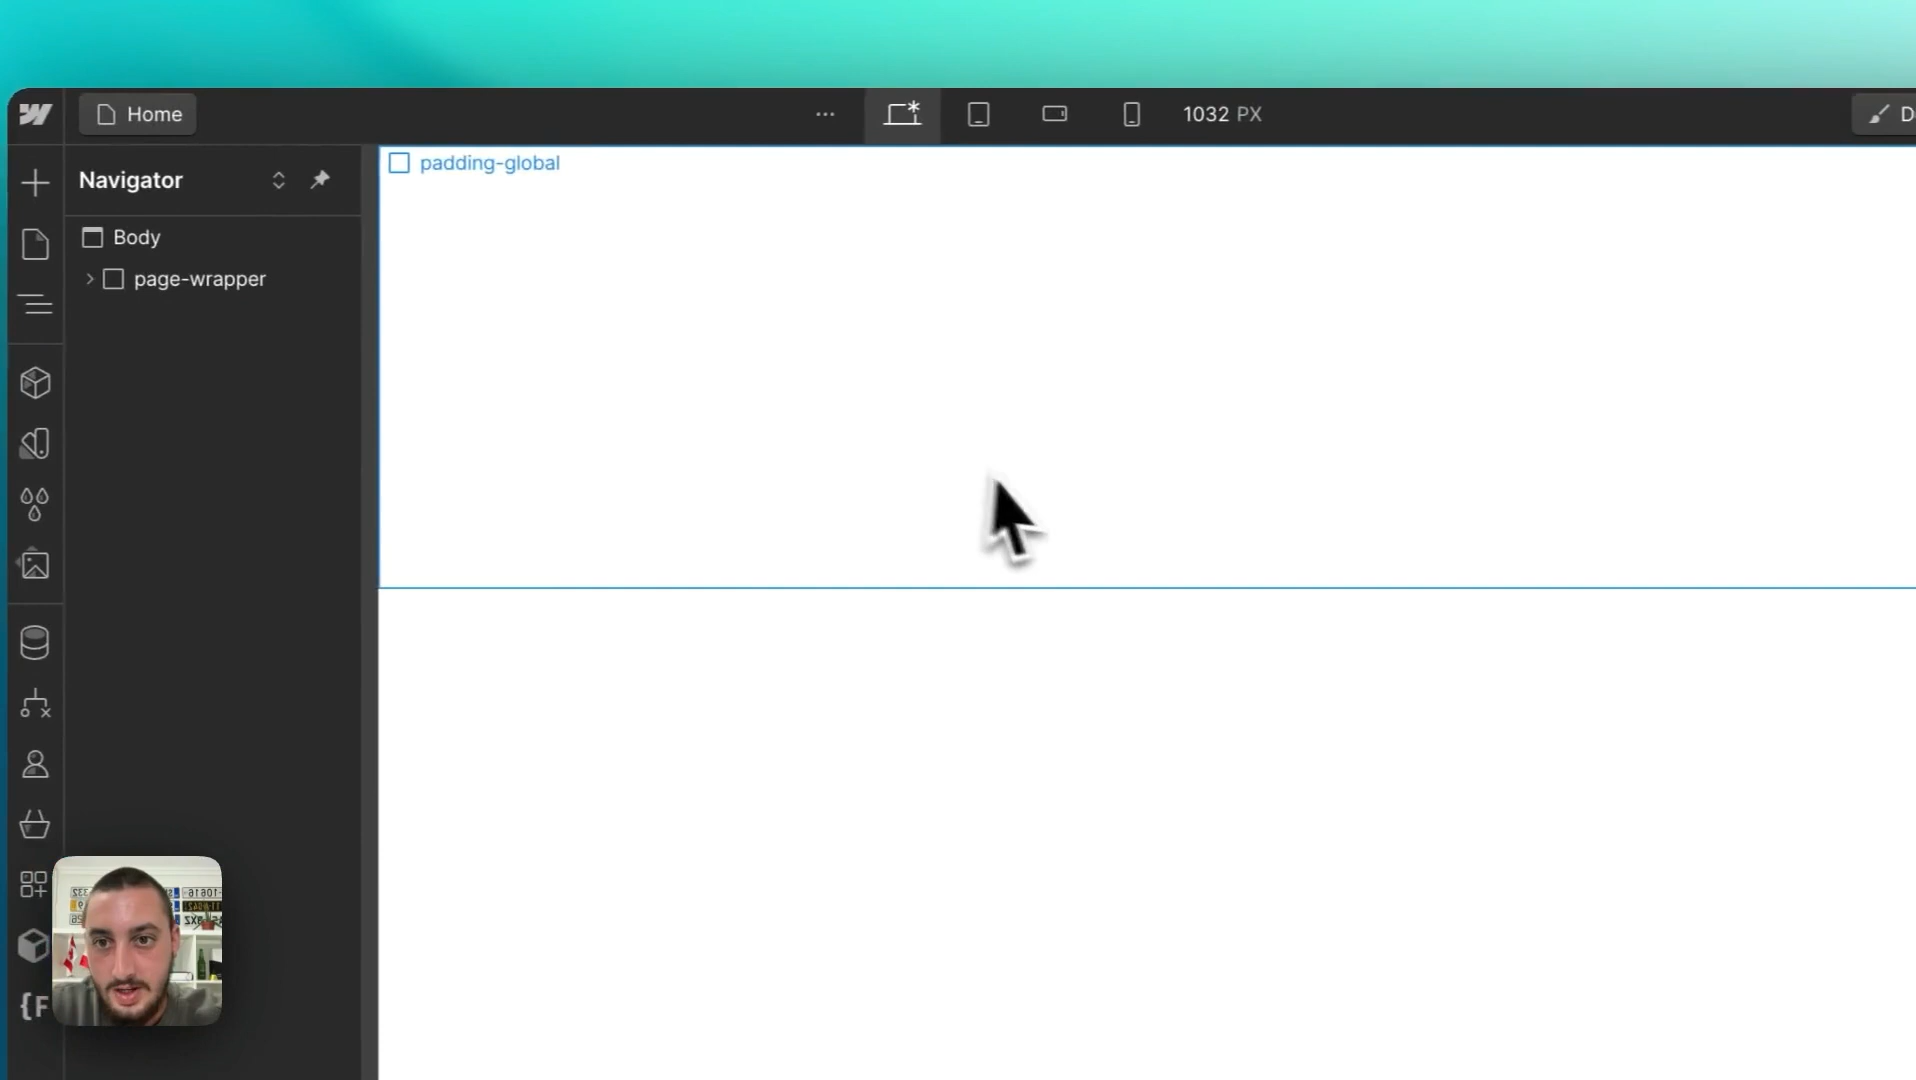 Home
...
1032 PX
D
Navigator
padding-global
Body
page-wrapper
{F